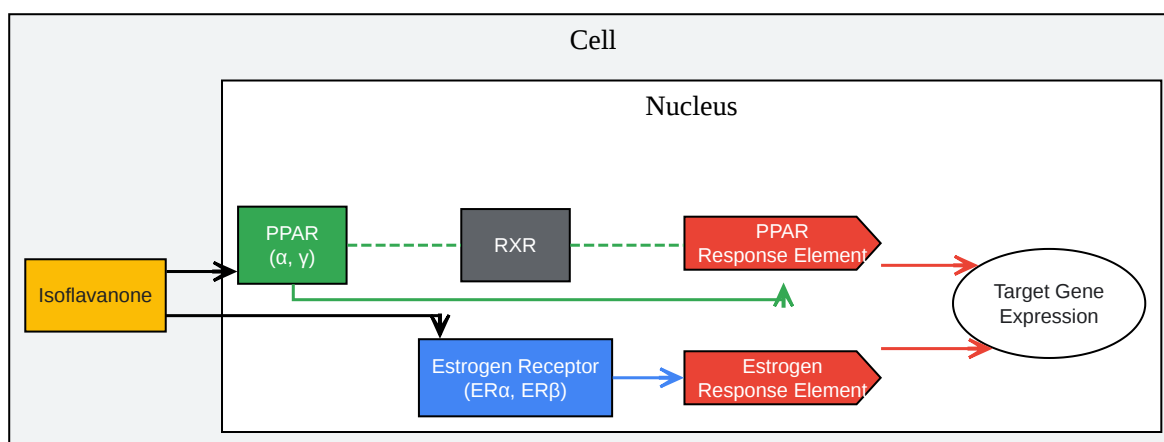 Cell
Nucleus
PPAR
(α, γ)
RXR
PPAR
Response Element
Isoflavanone
Target Gene
Expression
Estrogen Receptor
(ERα, ERβ)
Estrogen
Response Element